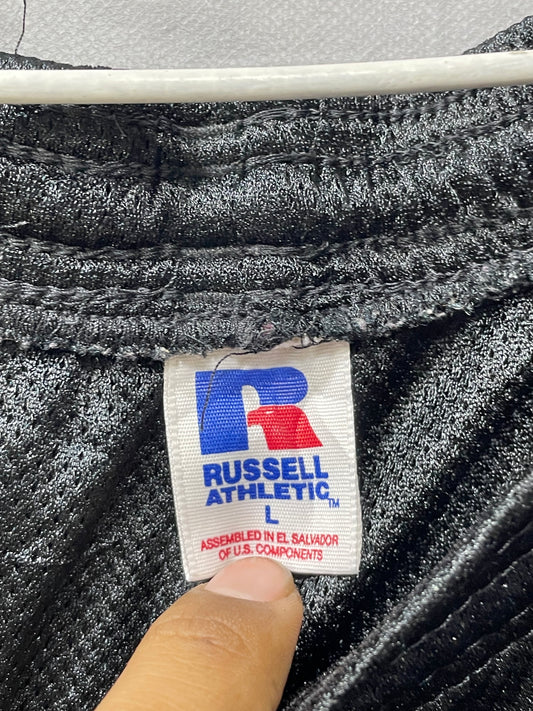 R
RUSSELL
ATHLETIC™
L
ASSEMBLED IN EL SALVADOR
OF U.S. COMPONENTS